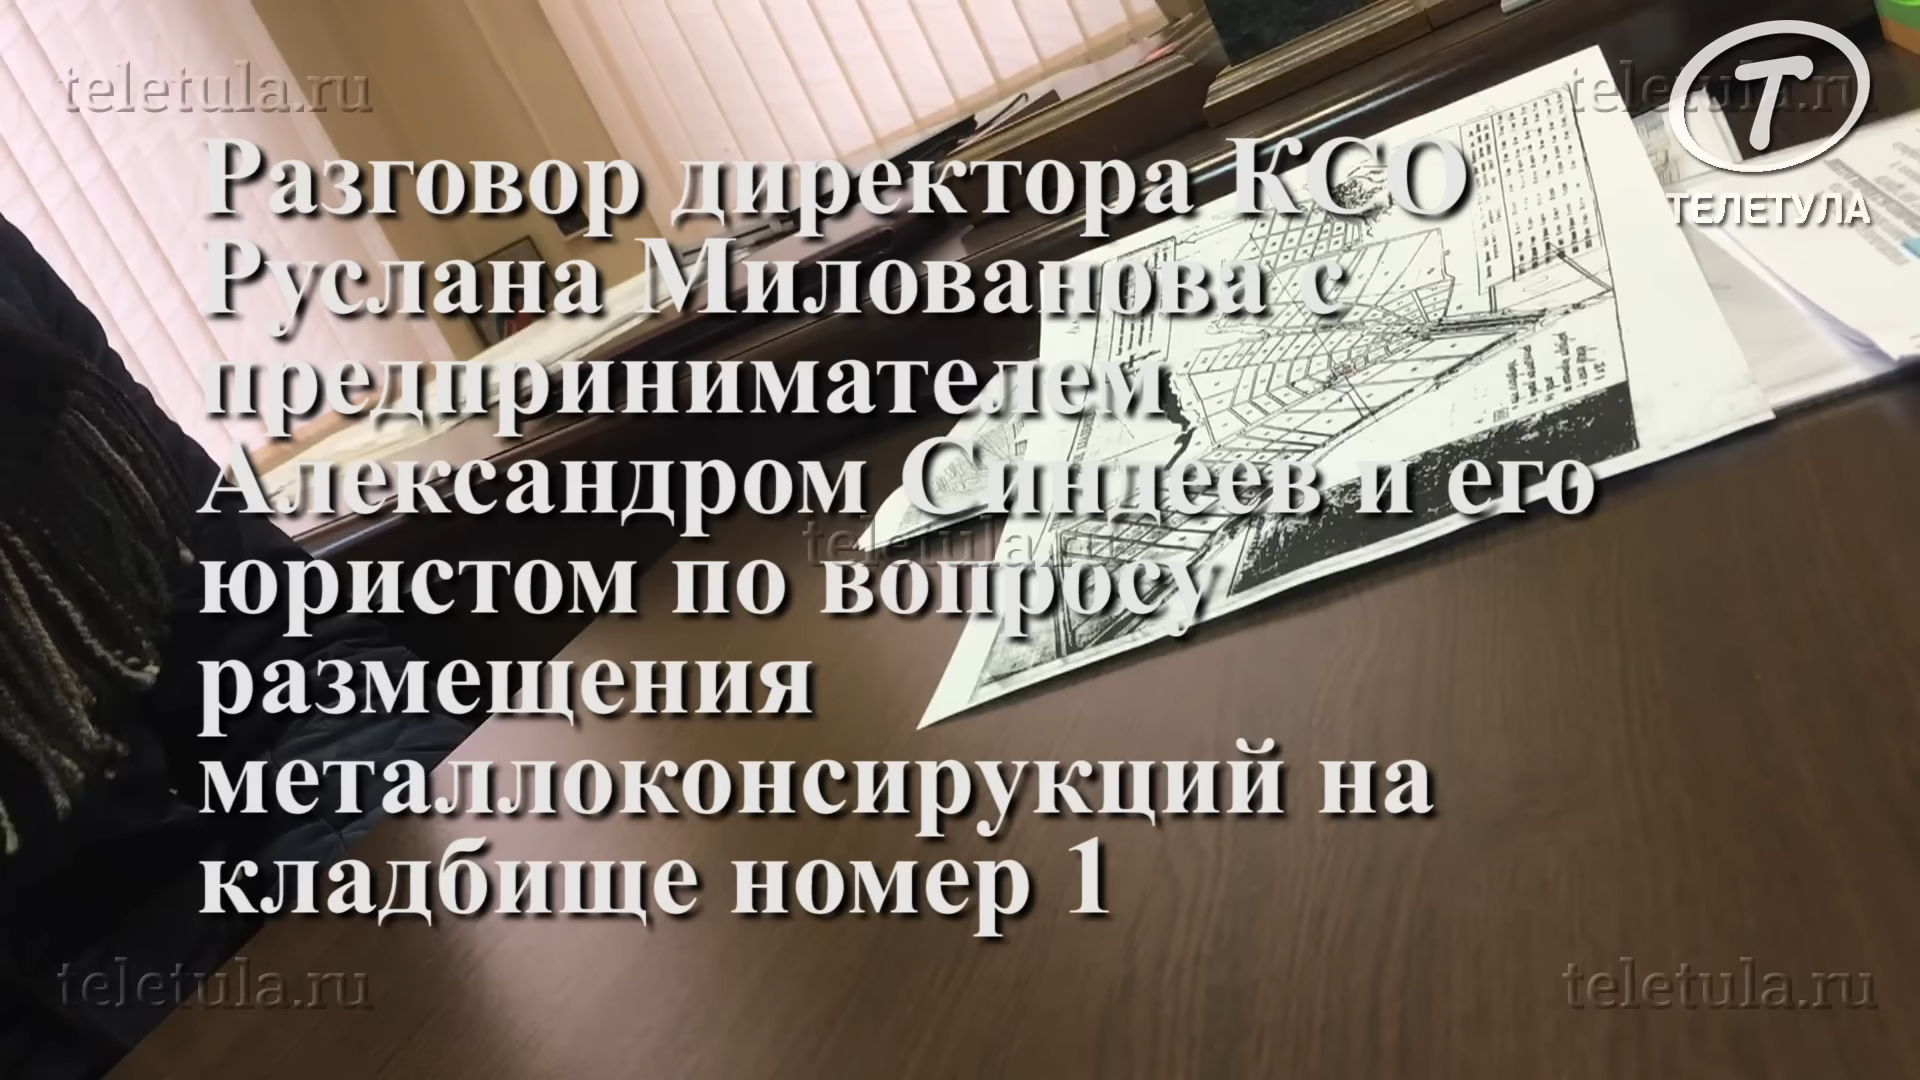 teletula.ru
teletula.ru
ТЕЛЕТУЛА
Разговор директора КСО
Руслана Милованова с
предпринимателем
Александром Синдеев и его
teletula.ru
юристом по вопросу
размещения
металлоконсирукций на
кладбище номер 1
teletula.ru
teletula.ru